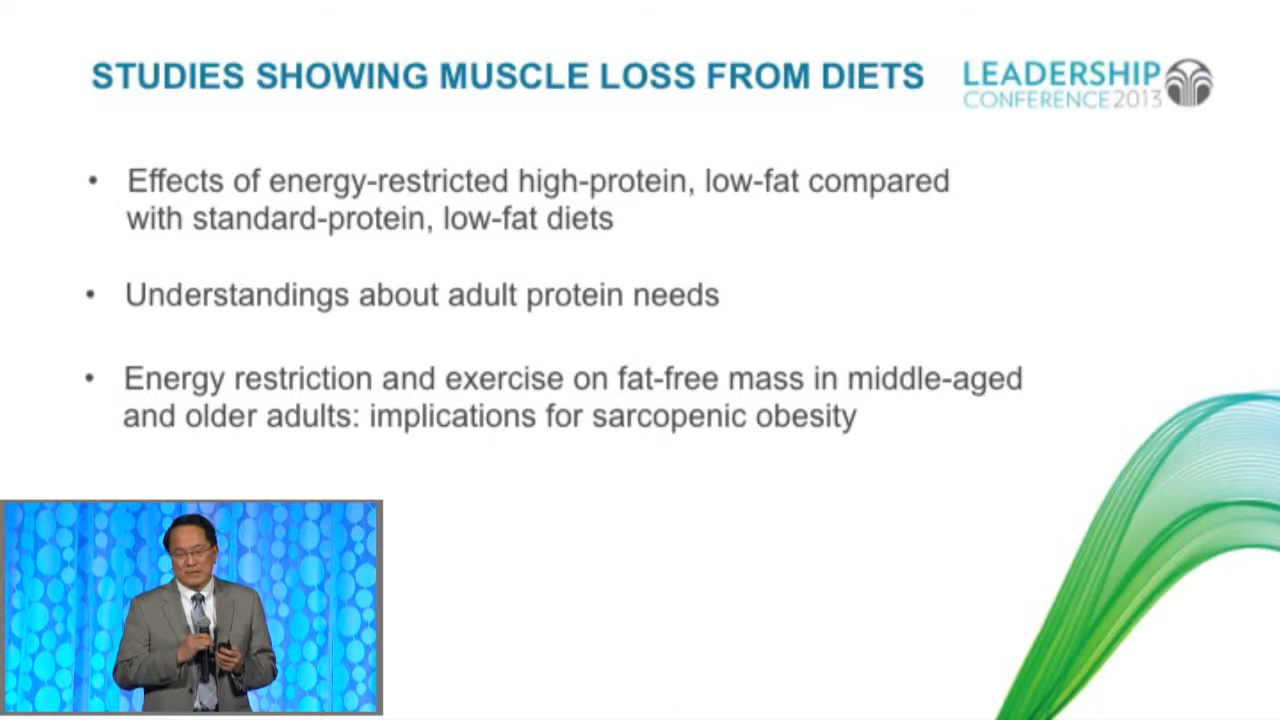 STUDIES SHOWING MUSCLE LOSS FROM DIETS
LEADERSHIP
CONFERENCE 2013
• Effects of energy-restricted high-protein, low-fat compared
with standard-protein, low-fat diets
• Understandings about adult protein needs
• Energy restriction and exercise on fat-free mass in middle-aged
and older adults: implications for sarcopenic obesity